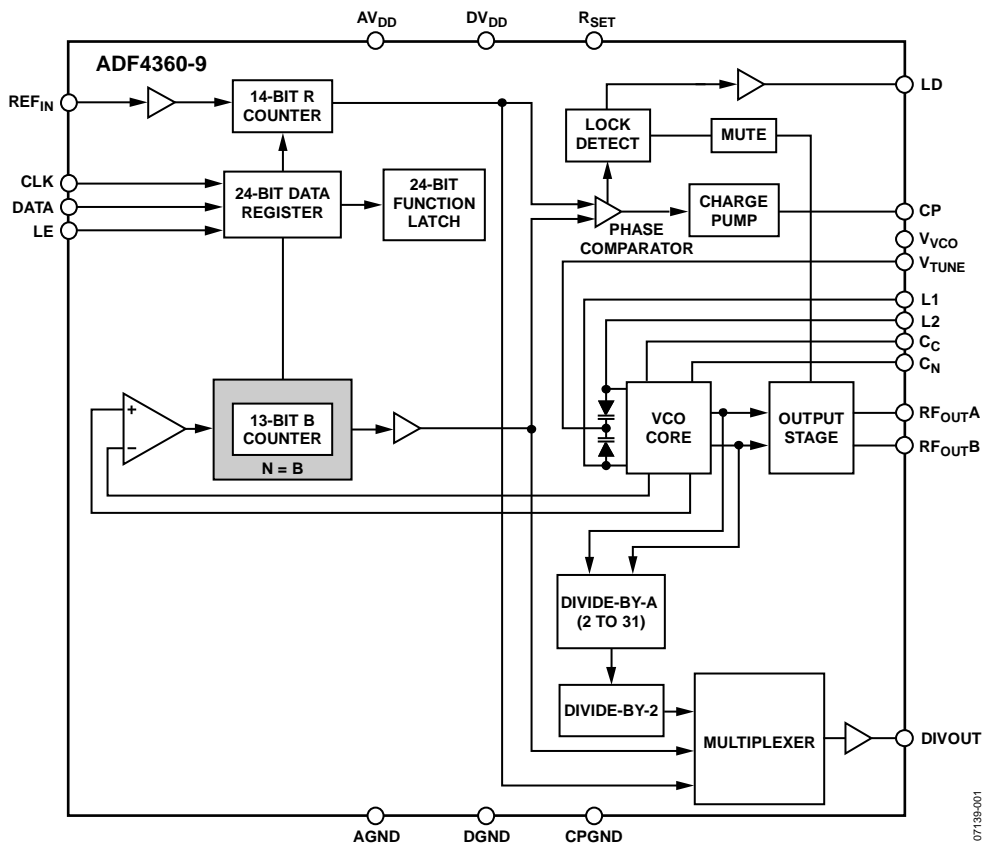 AVDD
DVDD
RSET
ADF4360-9
REFIN
14-BIT R
COUNTER
LD
LOCK
DETECT
MUTE
CLK
DATA
LE
24-BIT DATA
REGISTER
24-BIT
FUNCTION
LATCH
PHASE
COMPARATOR
CHARGE
PUMP
CP
VVCO
VTUNE
L1
L2
CC
CN
+
−
13-BIT B
COUNTER
N = B
VCO
CORE
OUTPUT
STAGE
RFOUTA
RFOUTB
DIVIDE-BY-A
(2 TO 31)
DIVIDE-BY-2
MULTIPLEXER
DIVOUT
AGND
DGND
CPGND
07139-001